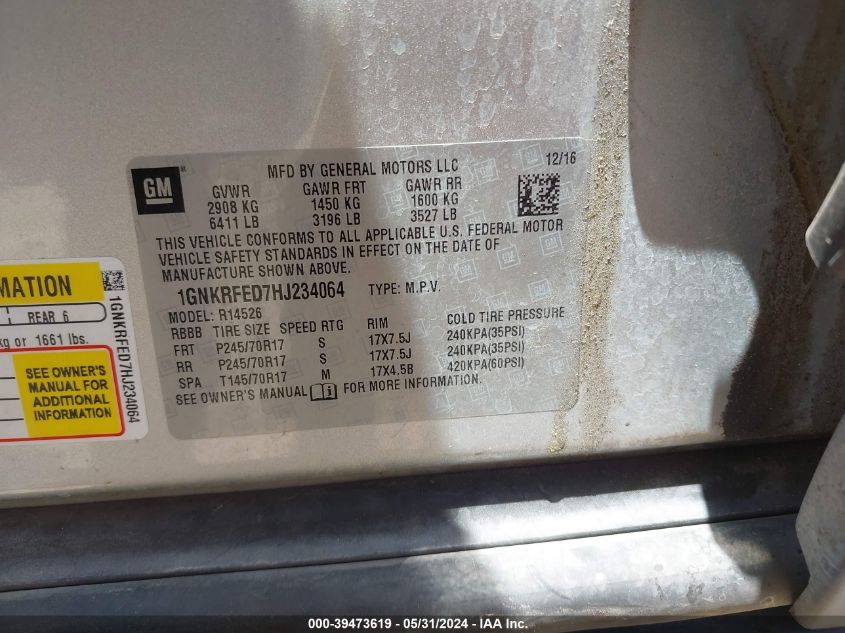 GM
MFD BY GENERAL MOTORS LLC 12/16
GVWR GAWR FRT GAWR RR
2908 KG 1450 KG 1600 KG
6411 LB 3196 LB 3527 LB
THIS VEHICLE CONFORMS TO ALL APPLICABLE U.S. FEDERAL MOTOR
VEHICLE SAFETY STANDARDS IN EFFECT ON THE DATE OF
MANUFACTURE SHOWN ABOVE.
1GNKRFED7HJ234064 TYPE: M.P.V.
MODEL: R14526
RBBB TIRE SIZE SPEED RTG RIM COLD TIRE PRESSURE
FRT P245/70R17 S 17X7.5J 240KPA(35PSI)
RR P245/70R17 S 17X7.5J 240KPA(35PSI)
SPA T145/70R17 M 17X4.5B 420KPA(60PSI)
SEE OWNER'S MANUAL FOR MORE INFORMATION.
MATION
REAR 6
kg or 1661 lbs.
SEE OWNER'S
MANUAL FOR
ADDITIONAL
INFORMATION
1GNKRFED7HJ234064
000-39473619 - 05/31/2024 - IAA Inc.